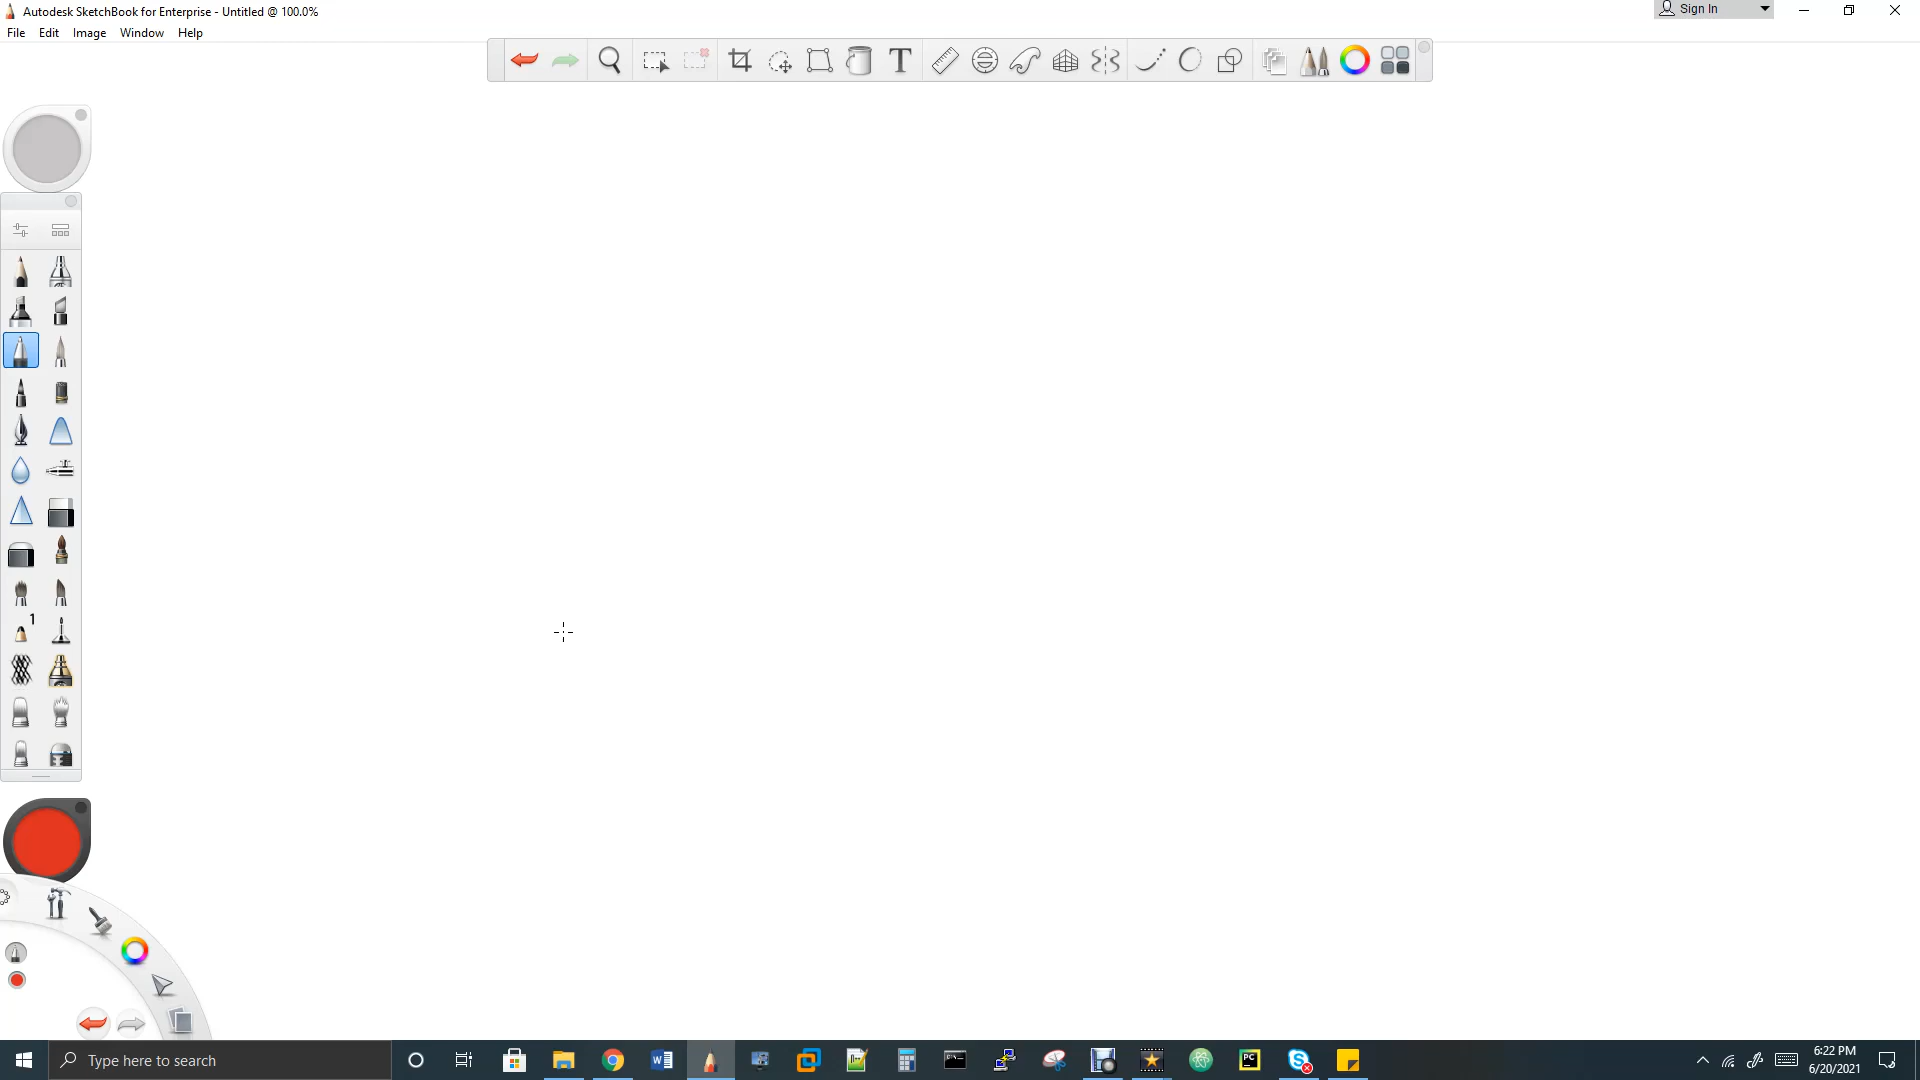 Autodesk SketchBook for Enterprise - Untitled @ 100.0%
Sign In
File Edit Image Window Help
T
1
Type here to search
PC
6:22 PM
6/20/2021